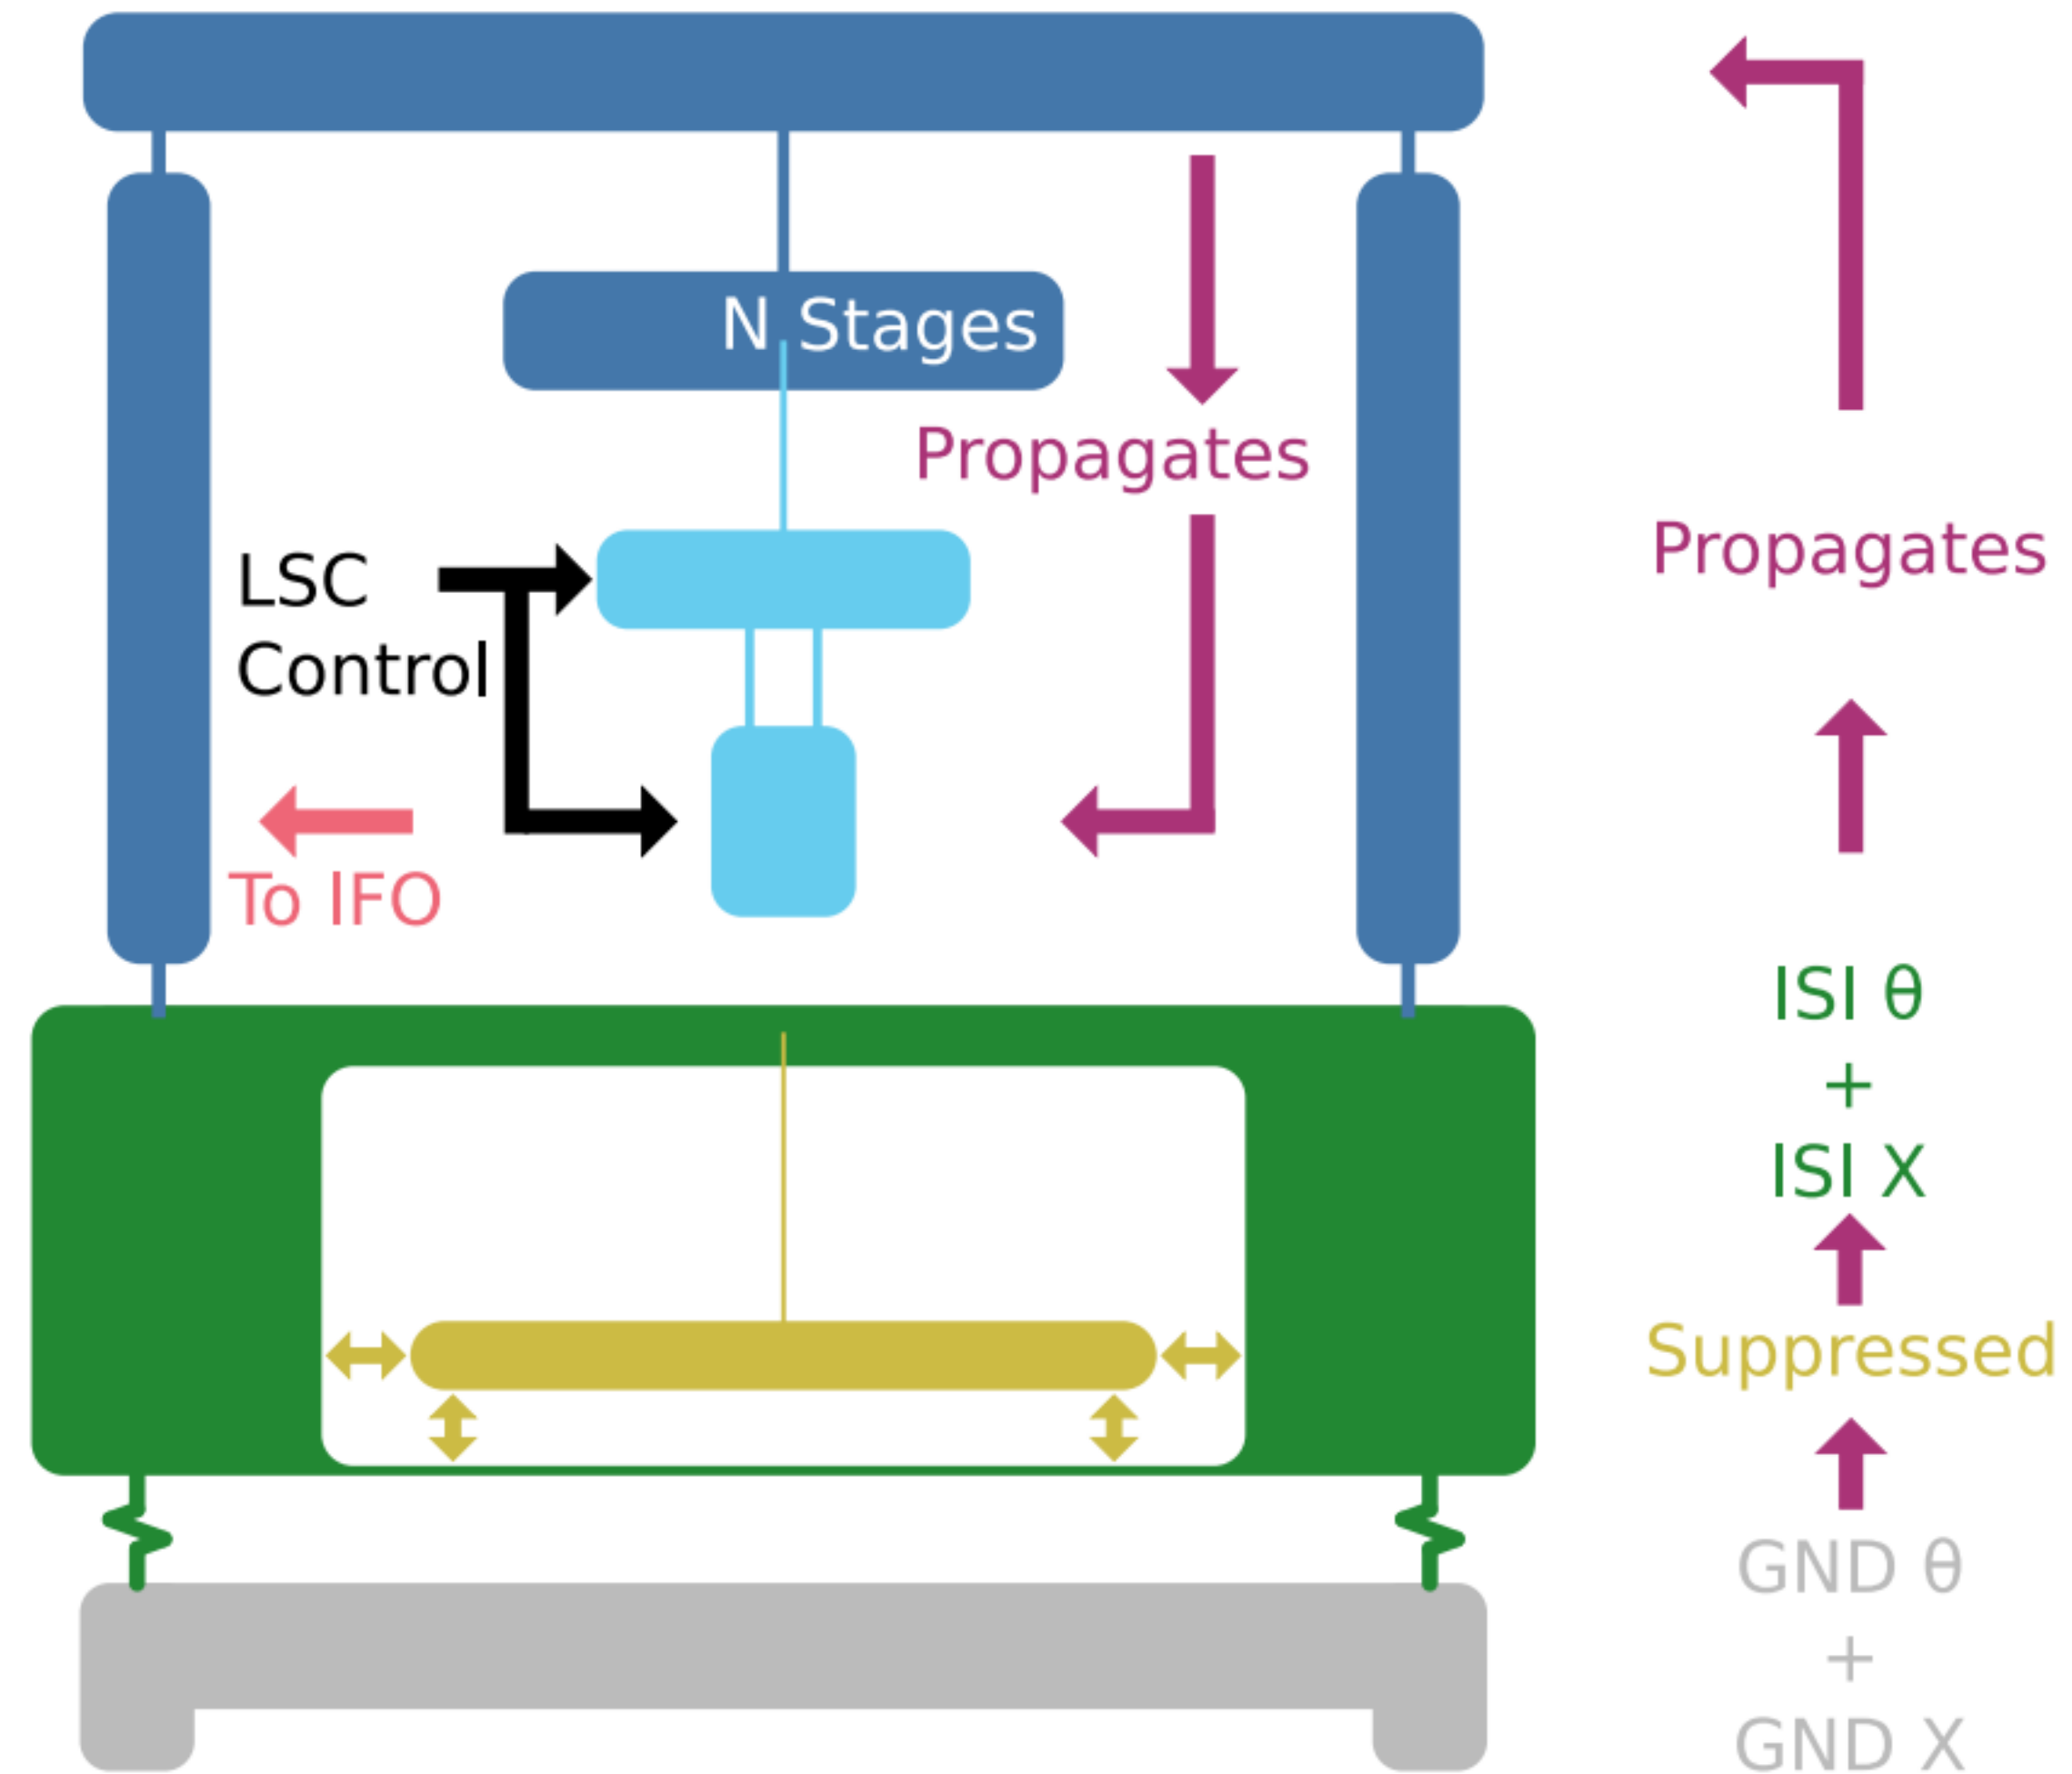 N Stages
Propagates
LSC
Control
To IFO
Propagates
ISI θ
+
ISI X
Suppressed
GND θ
+
GND X